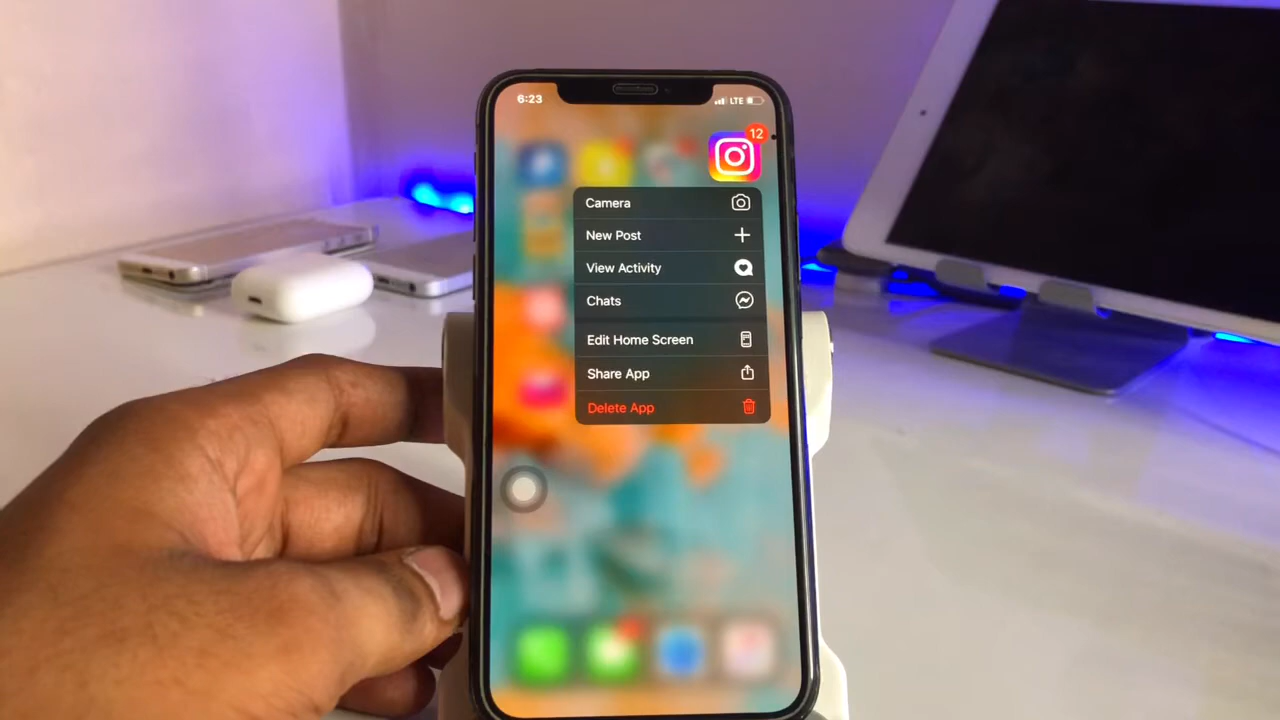 6:23
LTE
12
Camera
New Post
View Activity
Chats
Edit Home Screen
Share App
Delete App